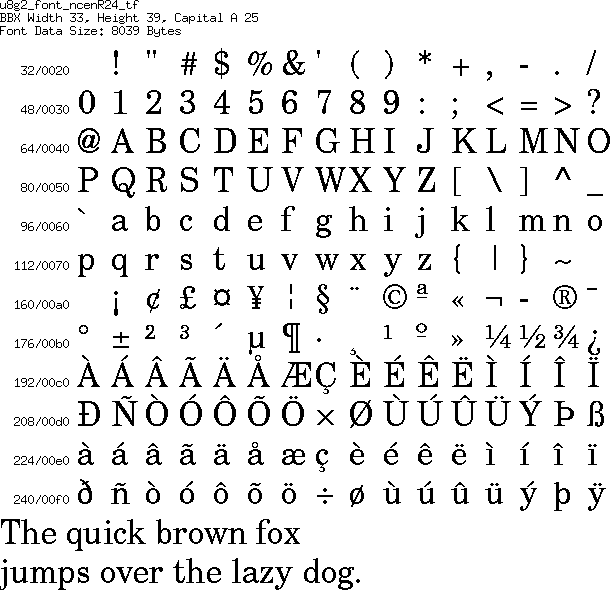 u8g2_font_ncenR24_tf
BBX Width 33, Height 39, Capital A 25
Font Data Size: 8039 Bytes
32/0020 ! " # $ % & ' ( ) * + , - . /
48/0030 0 1 2 3 4 5 6 7 8 9 : ; < = > ?
64/0040 @ A B C D E F G H I J K L M N O
80/0050 P Q R S T U V W X Y Z [ \ ] ^ _
96/0060 ` a b c d e f g h i j k l m n o
112/0070 p q r s t u v w x y z { | } ~
160/00a0 ¡ ¢ £ ¤ ¥ ¦ § ¨ © ª « ¬ - ® ¯
176/00b0 ° ± ² ³ ´ µ ¶ · ¸ ¹ º » ¼ ½ ¾ ¿
192/00c0 À Á Â Ã Ä Å Æ Ç È É Ê Ë Ì Í Î Ï
208/00d0 Ð Ñ Ò Ó Ô Õ Ö × Ø Ù Ú Û Ü Ý Þ ß
224/00e0 à á â ã ä å æ ç è é ê ë ì í î ï
240/00f0 ð ñ ò ó ô õ ö ÷ ø ù ú û ü ý þ ÿ
The quick brown fox
jumps over the lazy dog.